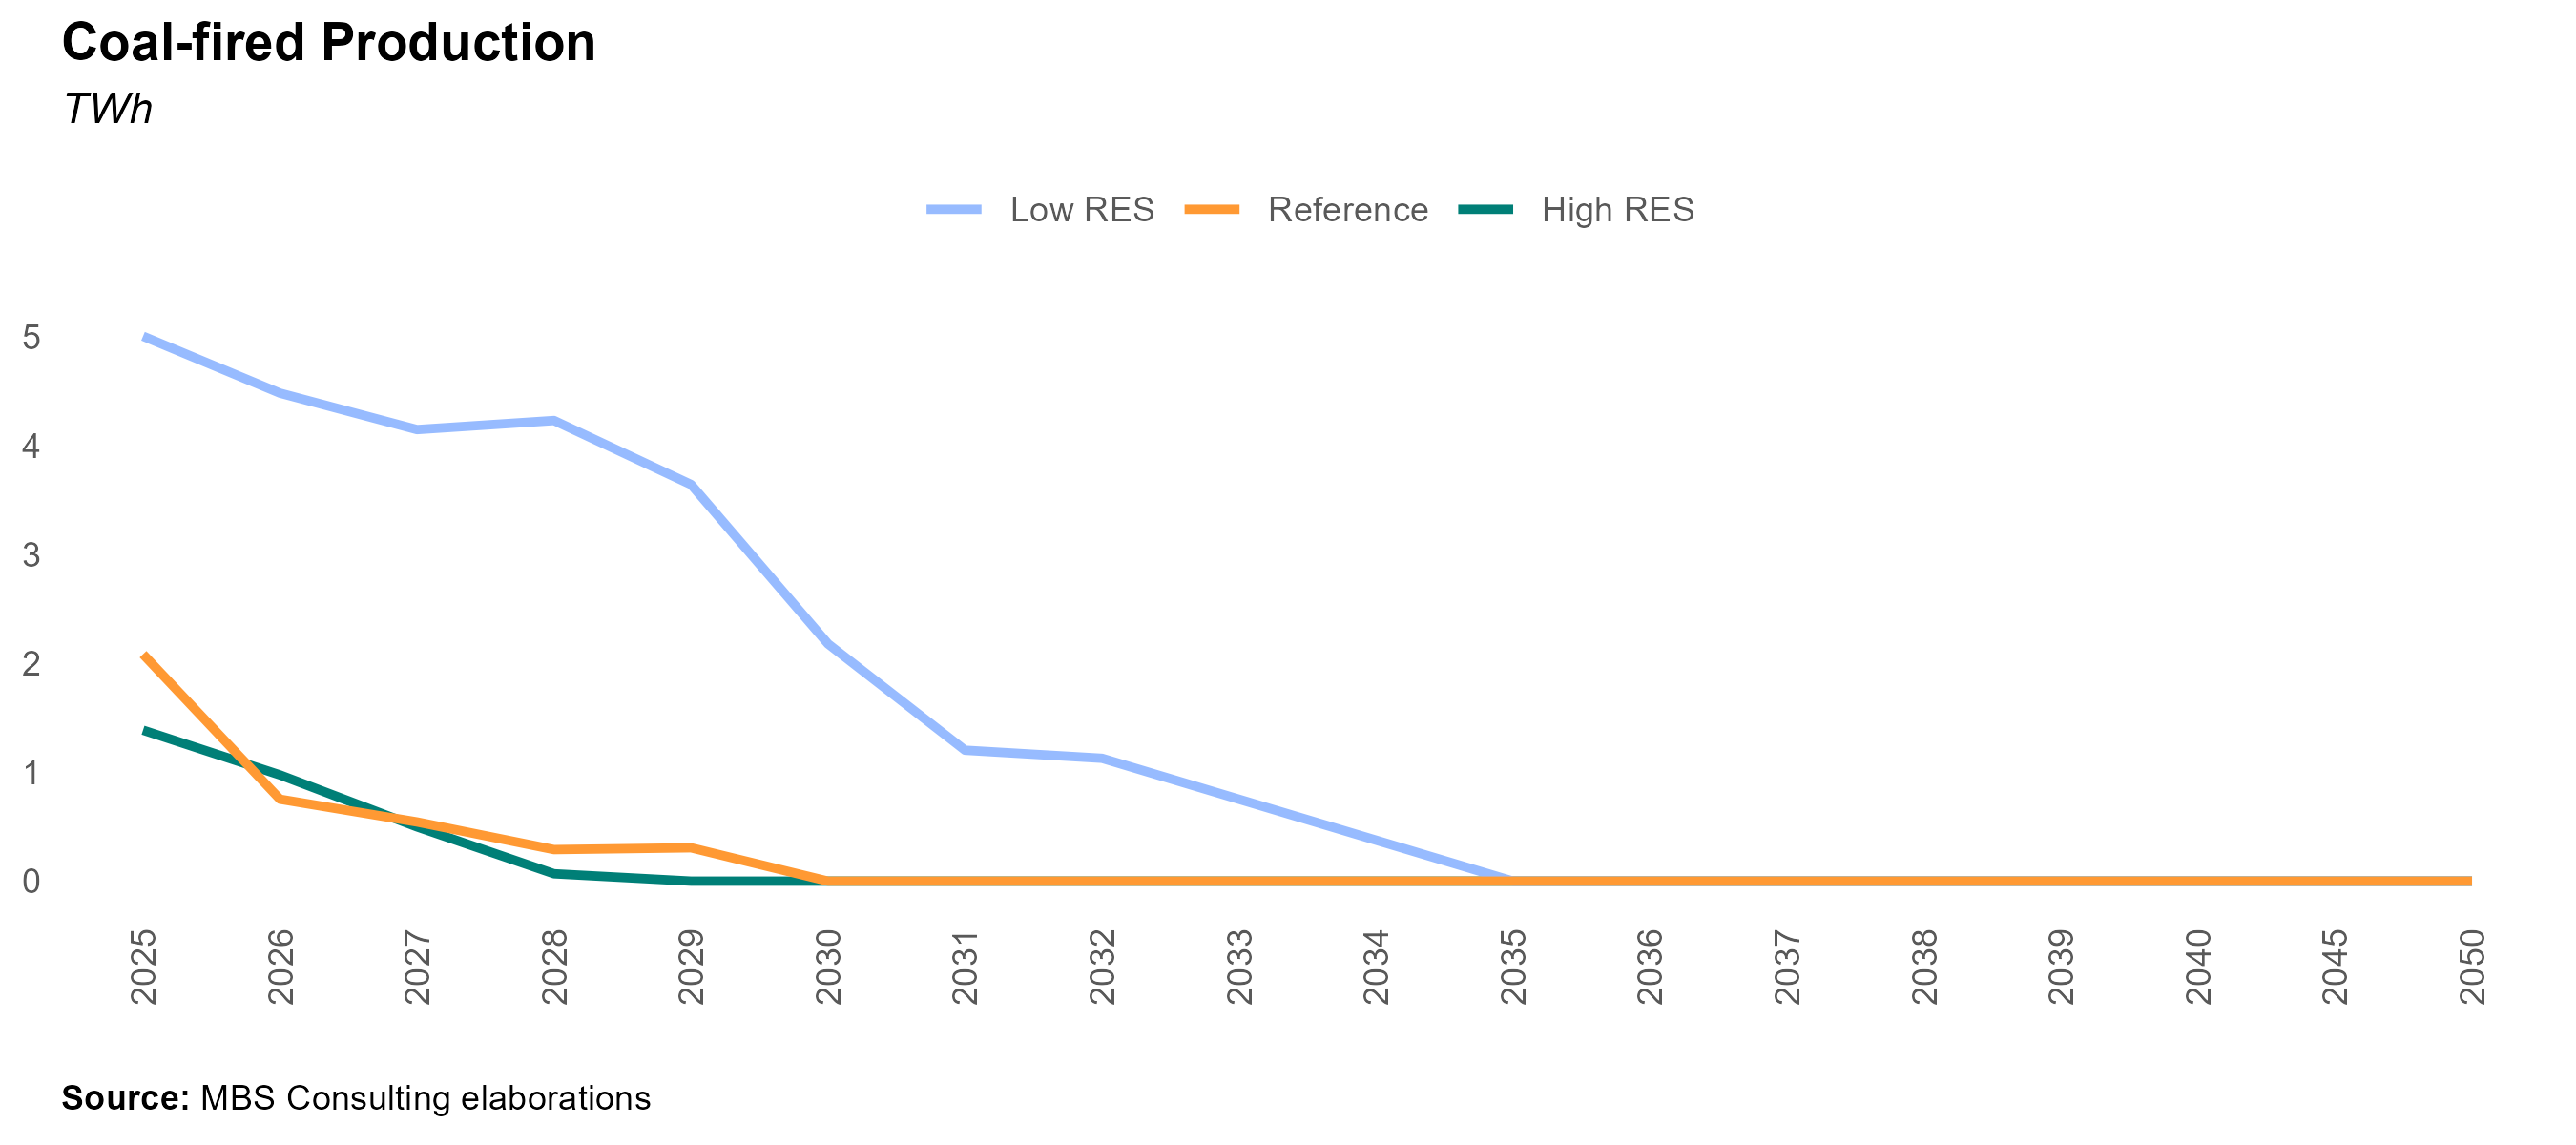 Coal-fired Production
TWh
Low RES Reference High RES
5
4
3
2
1
0
2025 2026 2027 2028 2029 2030 2031 2032 2033 2034 2035 2036 2037 2038 2039 2040 2045 2050
Source: MBS Consulting elaborations